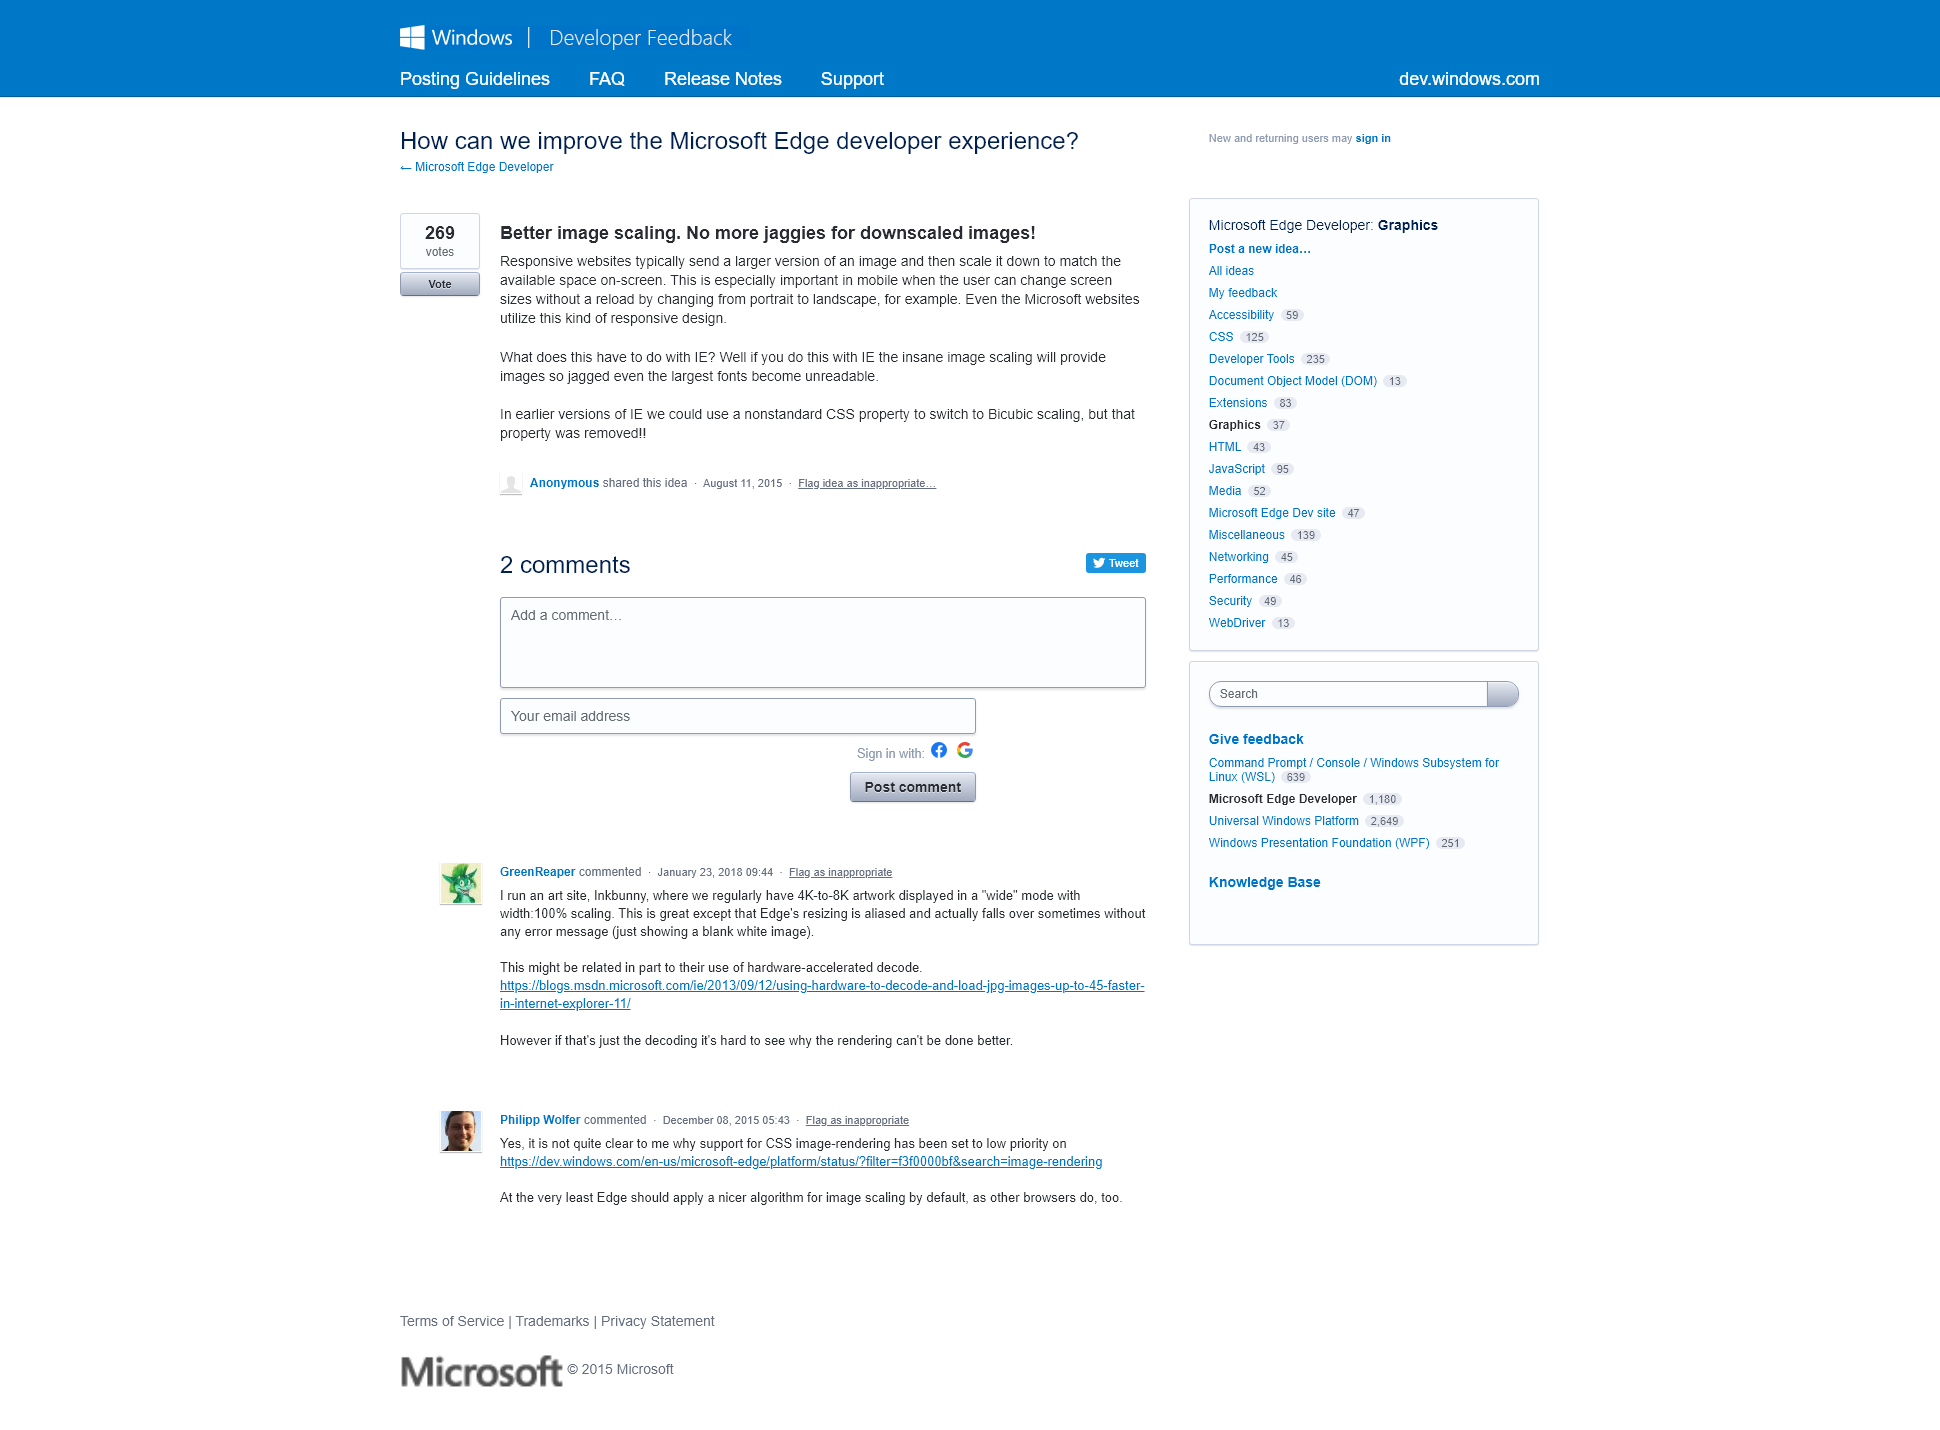 Windows | Developer Feedback
Posting Guidelines FAQ Release Notes Support dev.windows.com
How can we improve the Microsoft Edge developer experience?
← Microsoft Edge Developer
New and returning users may sign in
269
votes
Vote
Better image scaling. No more jaggies for downscaled images!
Responsive websites typically send a larger version of an image and then scale it down to match the
available space on-screen. This is especially important in mobile when the user can change screen
sizes without a reload by changing from portrait to landscape, for example. Even the Microsoft websites
utilize this kind of responsive design.
What does this have to do with IE? Well if you do this with IE the insane image scaling will provide
images so jagged even the largest fonts become unreadable.
In earlier versions of IE we could use a nonstandard CSS property to switch to Bicubic scaling, but that
property was removed!!
Anonymous shared this idea · August 11, 2015 · Flag idea as inappropriate…
2 comments
Tweet
Add a comment…
Your email address
Sign in with:
Post comment
GreenReaper commented · January 23, 2018 09:44 · Flag as inappropriate
I run an art site, Inkbunny, where we regularly have 4K-to-8K artwork displayed in a "wide" mode with
width:100% scaling. This is great except that Edge's resizing is aliased and actually falls over sometimes without
any error message (just showing a blank white image).
This might be related in part to their use of hardware-accelerated decode.
https://blogs.msdn.microsoft.com/ie/2013/09/12/using-hardware-to-decode-and-load-jpg-images-up-to-45-faster-
in-internet-explorer-11/
However if that's just the decoding it's hard to see why the rendering can't be done better.
Philipp Wolfer commented · December 08, 2015 05:43 · Flag as inappropriate
Yes, it is not quite clear to me why support for CSS image-rendering has been set to low priority on
https://dev.windows.com/en-us/microsoft-edge/platform/status/?filter=f3f0000bf&search=image-rendering
At the very least Edge should apply a nicer algorithm for image scaling by default, as other browsers do, too.
Microsoft Edge Developer: Graphics
Post a new idea…
All ideas
My feedback
Accessibility 59
CSS 125
Developer Tools 235
Document Object Model (DOM) 13
Extensions 83
Graphics 37
HTML 43
JavaScript 95
Media 52
Microsoft Edge Dev site 47
Miscellaneous 139
Networking 45
Performance 46
Security 49
WebDriver 13
Search
Give feedback
Command Prompt / Console / Windows Subsystem for
Linux (WSL) 639
Microsoft Edge Developer 1,180
Universal Windows Platform 2,649
Windows Presentation Foundation (WPF) 251
Knowledge Base
Terms of Service | Trademarks | Privacy Statement
Microsoft © 2015 Microsoft